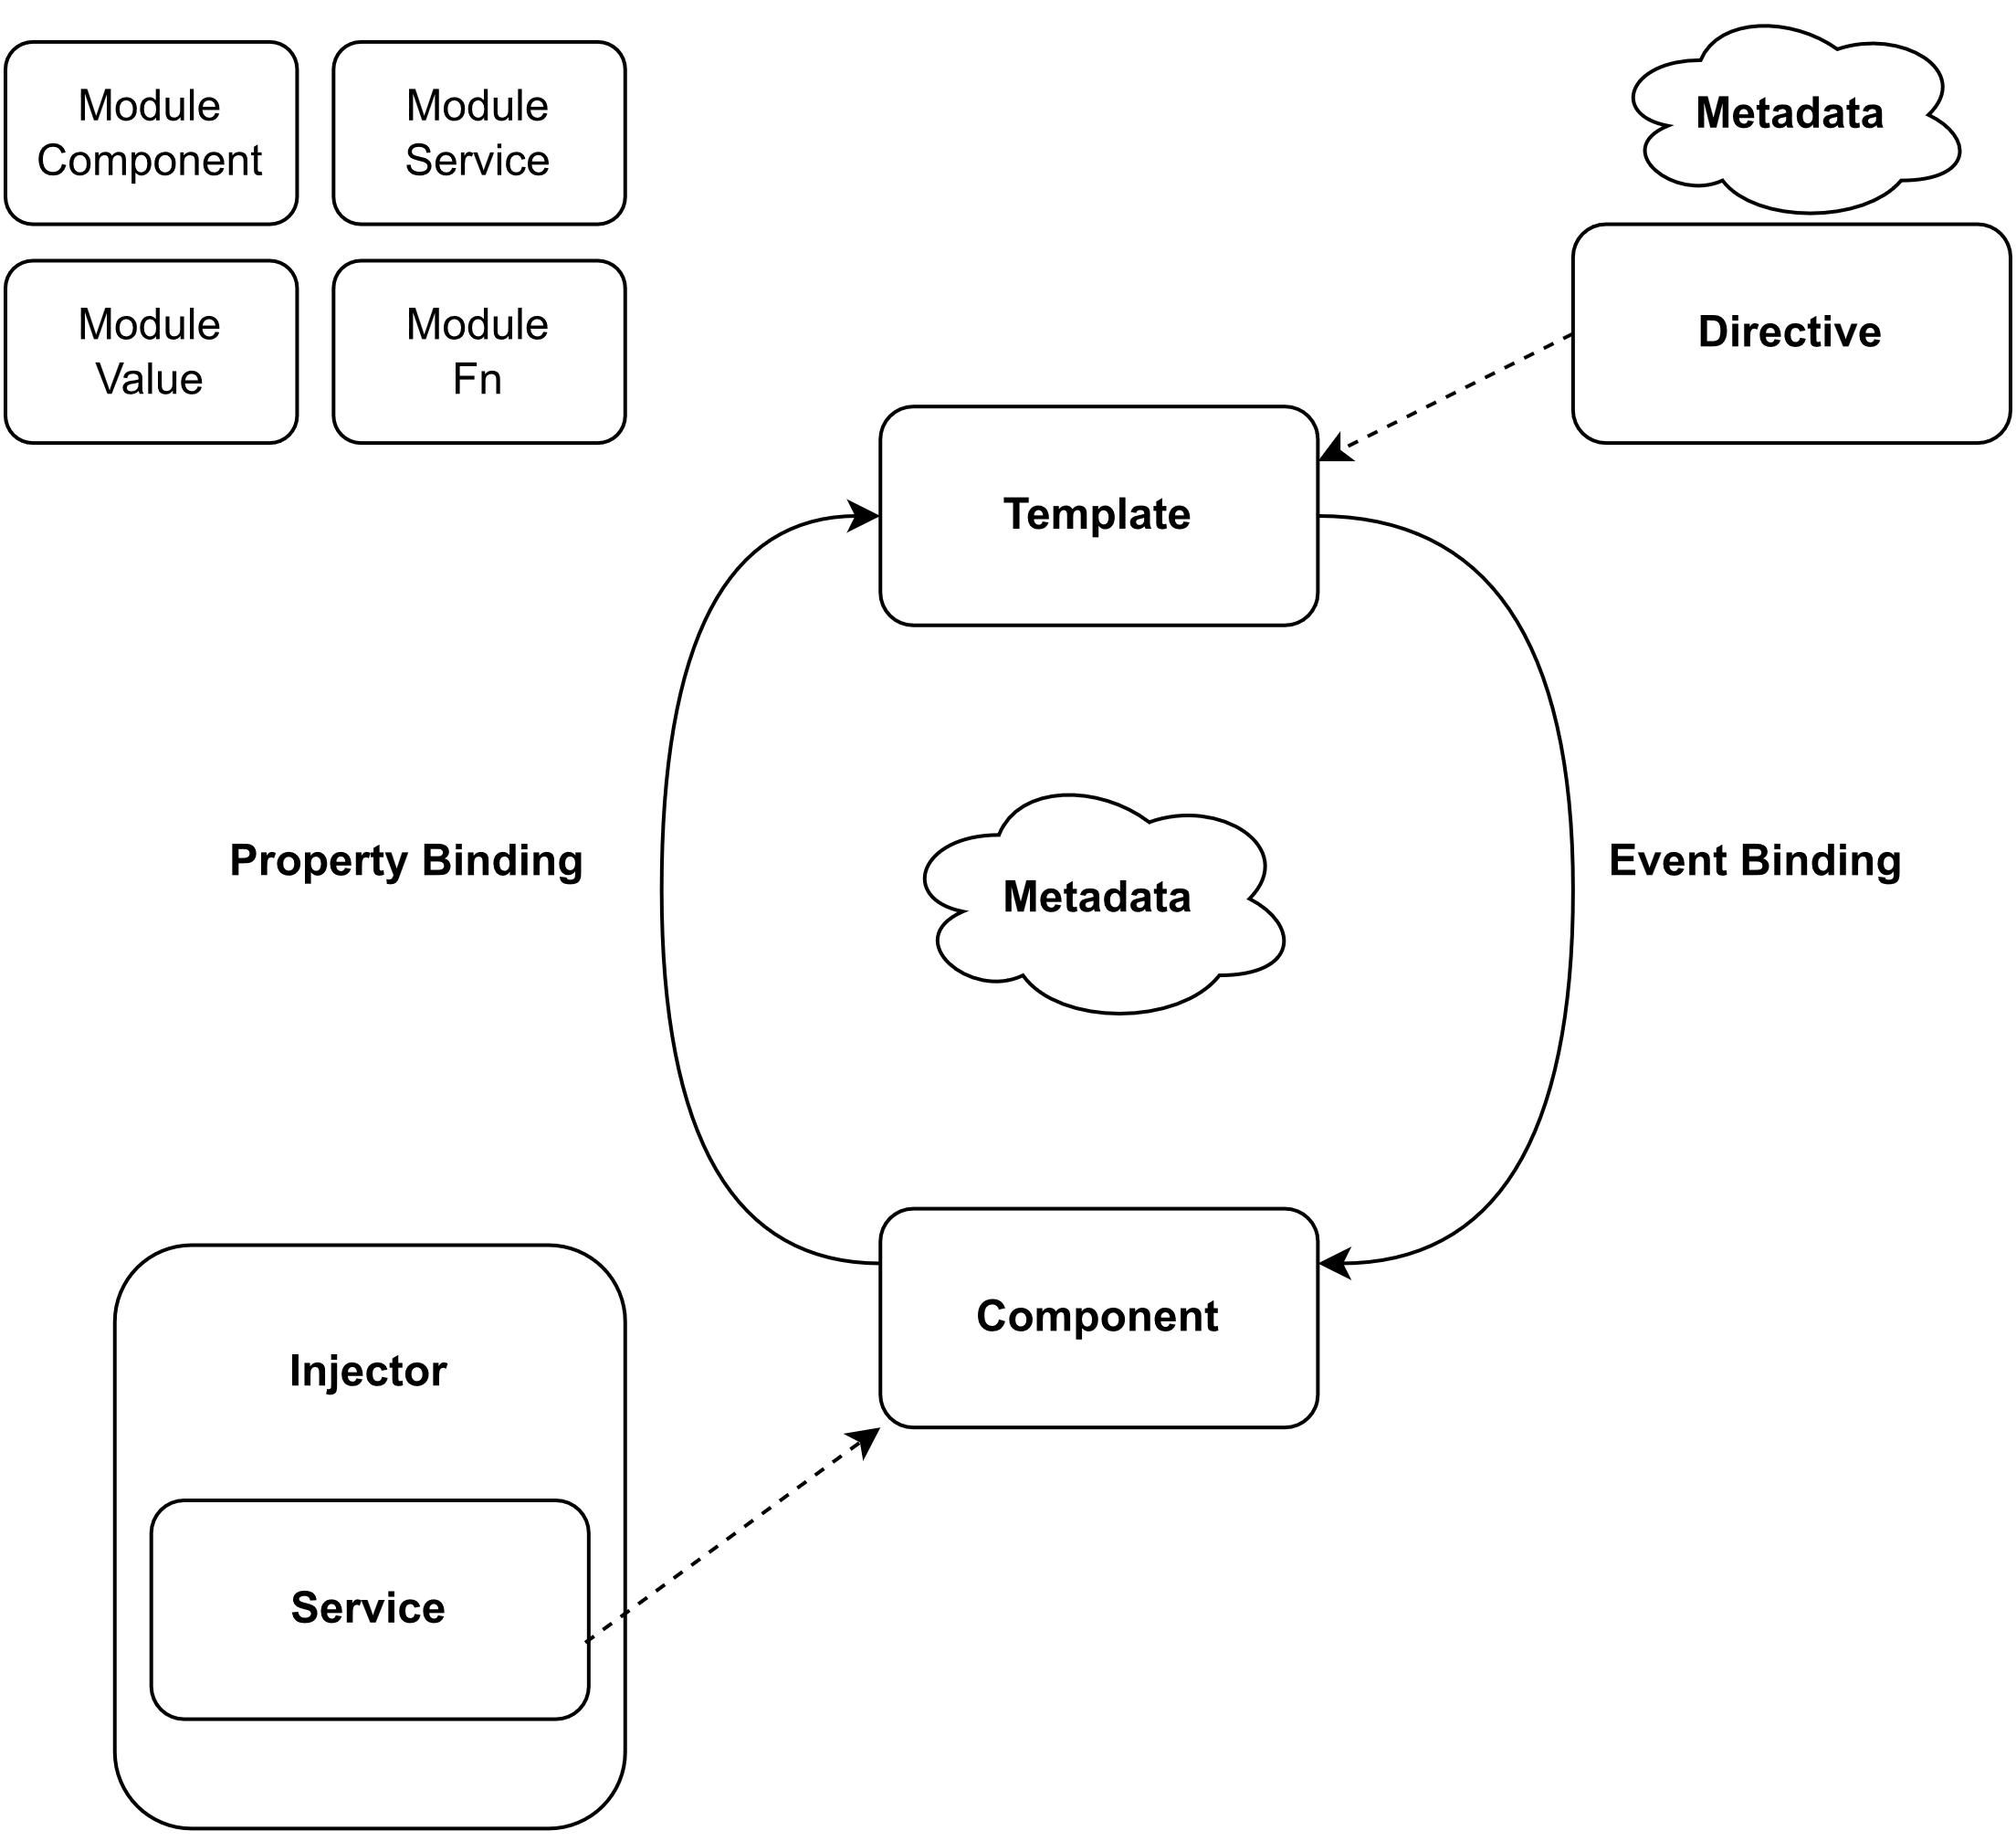 Module
Component
Module
Service
Module
Value
Module
Fn
Metadata
Directive
Template
Property Binding
Metadata
Event Binding
Component
Injector
Service